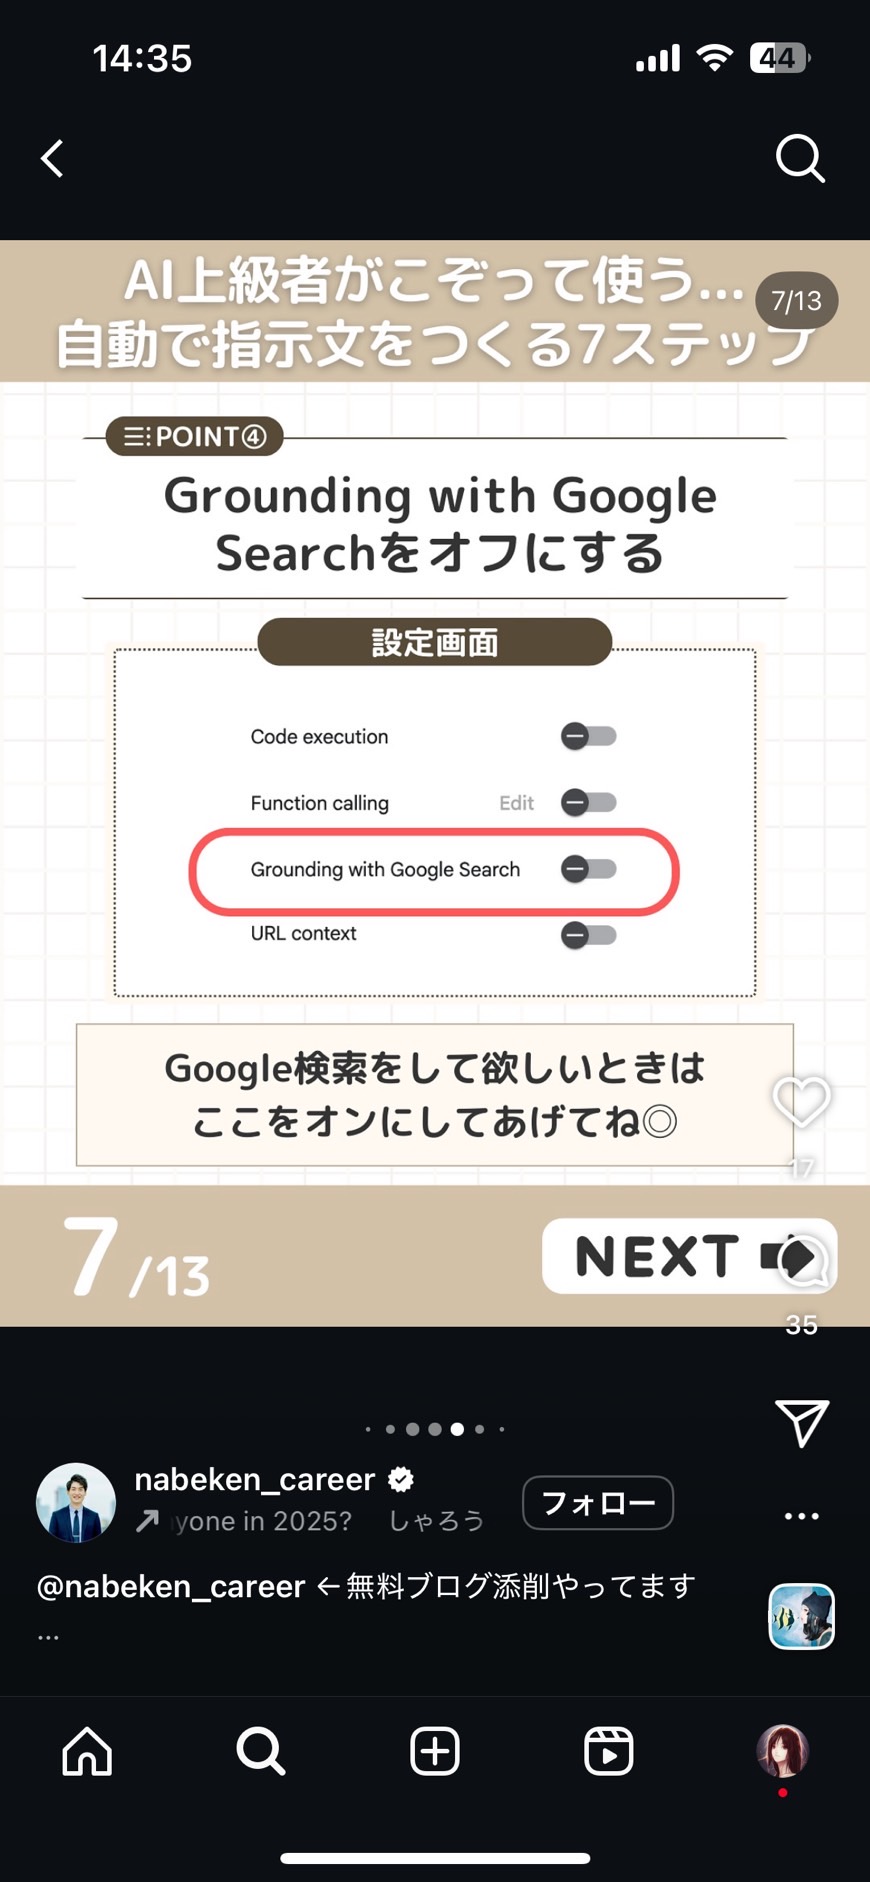 14:35
44
AI上級者がこぞって使う...
7/13
自動で指示文をつくる7ステップ
POINT④
Grounding with Google
Searchをオフにする
設定画面
Code execution
Function calling Edit
Grounding with Google Search
URL context
Google検索をして欲しいときは
ここをオンにしてあげてね◎
17
7/13
NEXT
35
nabeken_career
yone in 2025? しゃろう
フォロー
@nabeken_career ←無料ブログ添削やってます
...